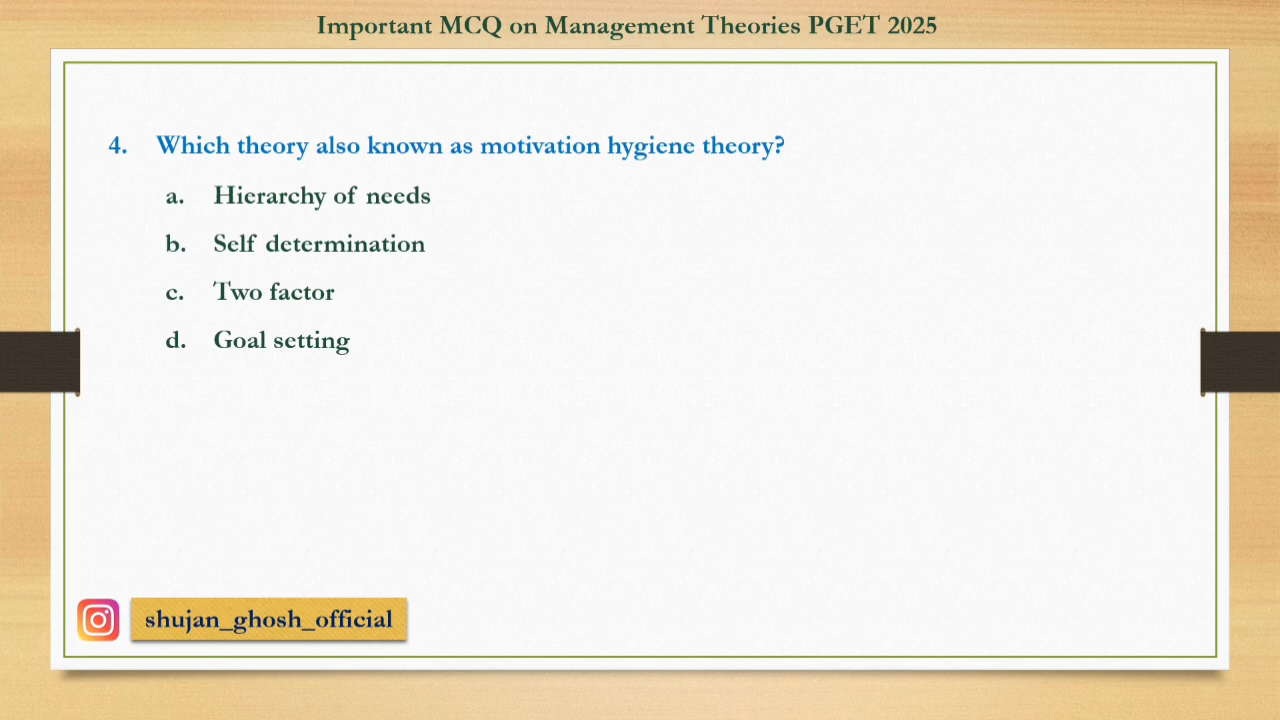 Important MCQ on Management Theories PGET 2025
4. Which theory also known as motivation hygiene theory?
a. Hierarchy of needs
b. Self determination
c. Two factor
d. Goal setting
shujan_ghosh_official